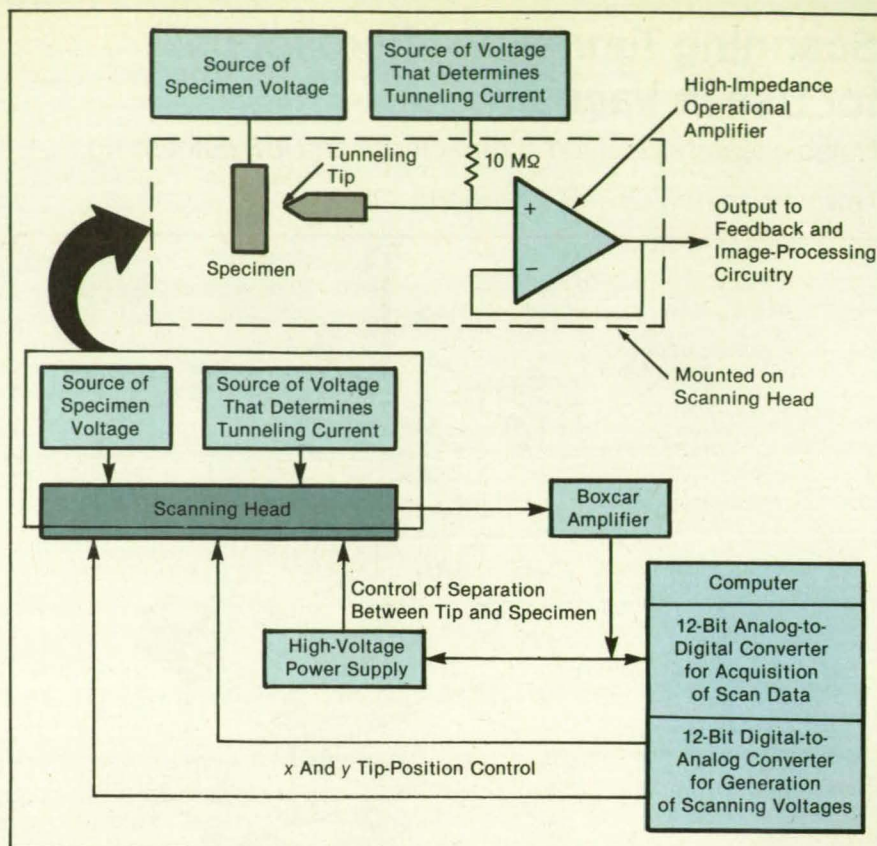 Source of
Specimen Voltage
Source of Voltage
That Determines
Tunneling Current
High-Impedance
Operational
Amplifier
Tunneling
Tip
10 MΩ
+
−
Specimen
Output to
Feedback and
Image-Processing
Circuitry
Mounted on
Scanning Head
Source of
Specimen
Voltage
Source of Voltage
That Determines
Tunneling Current
Scanning Head
Boxcar
Amplifier
Control of Separation
Between Tip and Specimen
High-Voltage
Power Supply
Computer
12-Bit Analog-to-
Digital Converter
for Acquisition
of Scan Data
12-Bit Digital-to-
Analog Converter
for Generation
of Scanning Voltages
x And y Tip-Position Control